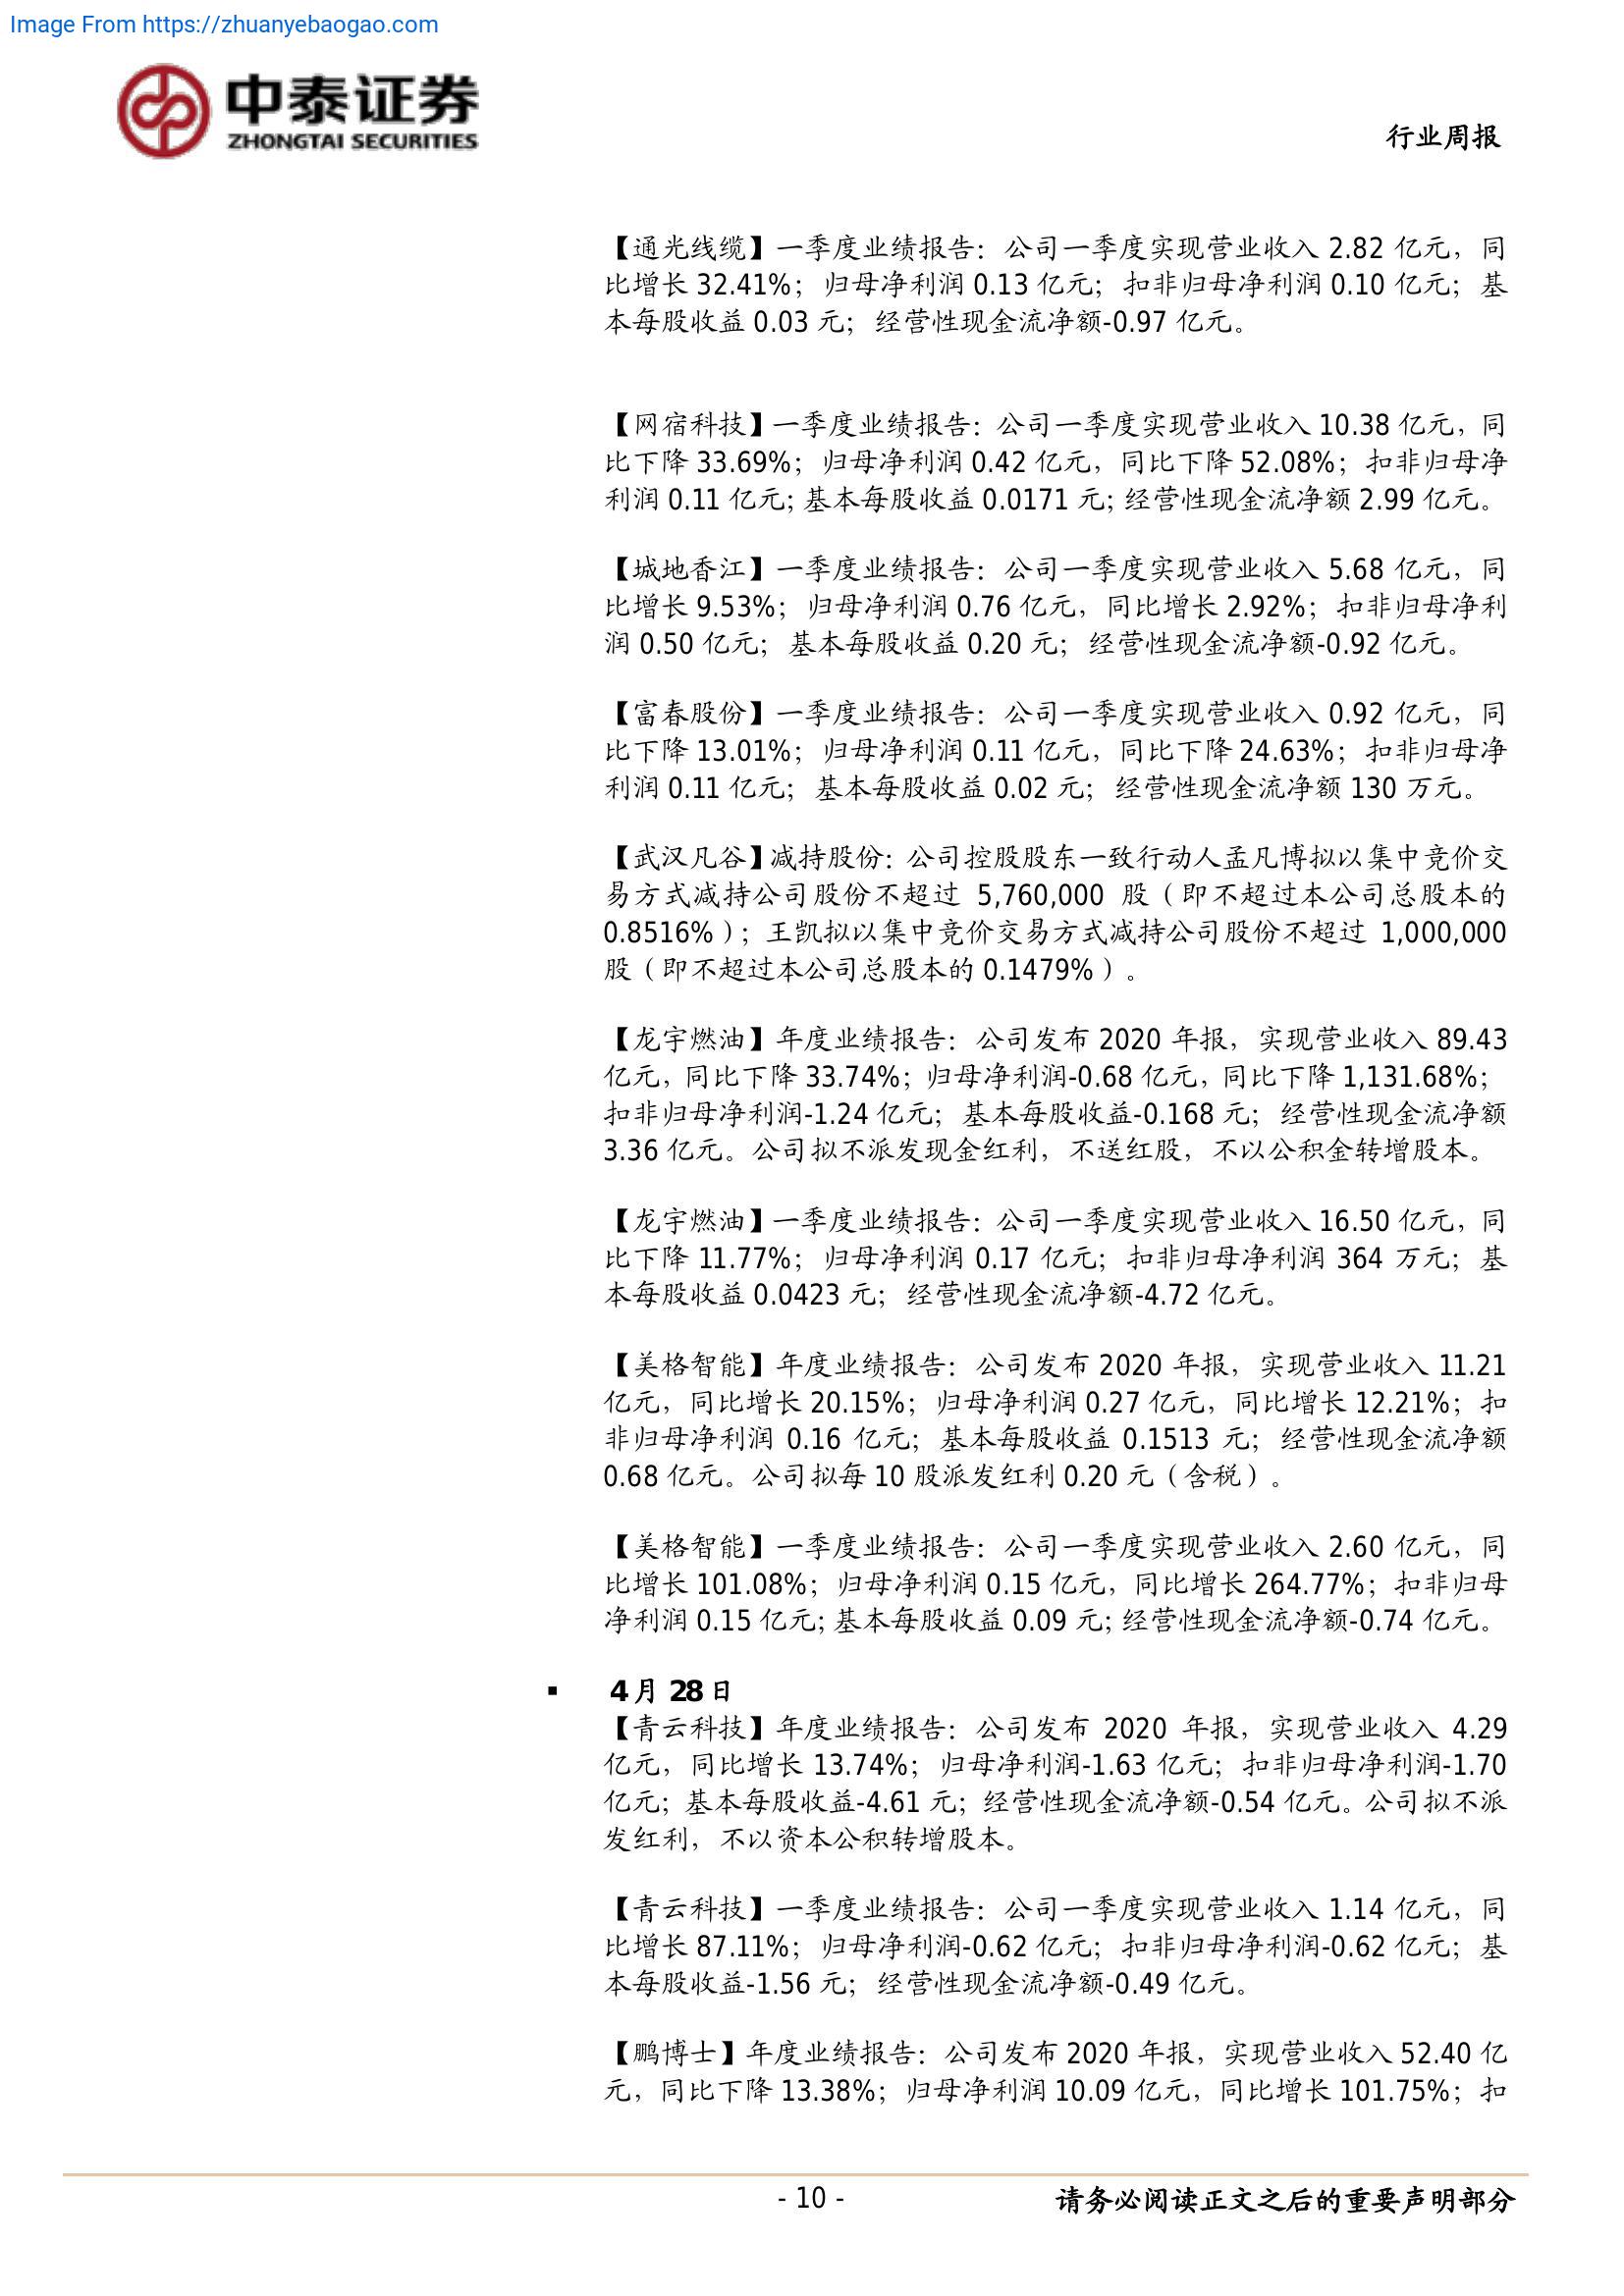 Image From https://zhuanyebaogao.com
中泰证券
ZHONGTAI SECURITIES
行业周报
【通光线缆】一季度业绩报告：公司一季度实现营业收入 2.82 亿元，同
比增长 32.41%；归母净利润 0.13 亿元；扣非归母净利润 0.10 亿元；基
本每股收益 0.03 元；经营性现金流净额-0.97 亿元。
【网宿科技】一季度业绩报告：公司一季度实现营业收入 10.38 亿元，同
比下降 33.69%；归母净利润 0.42 亿元，同比下降 52.08%；扣非归母净
利润 0.11 亿元；基本每股收益 0.0171 元；经营性现金流净额 2.99 亿元。
【城地香江】一季度业绩报告：公司一季度实现营业收入 5.68 亿元，同
比增长 9.53%；归母净利润 0.76 亿元，同比增长 2.92%；扣非归母净利
润 0.50 亿元；基本每股收益 0.20 元；经营性现金流净额-0.92 亿元。
【富春股份】一季度业绩报告：公司一季度实现营业收入 0.92 亿元，同
比下降 13.01%；归母净利润 0.11 亿元，同比下降 24.63%；扣非归母净
利润 0.11 亿元；基本每股收益 0.02 元；经营性现金流净额 130 万元。
【武汉凡谷】减持股份：公司控股股东一致行动人孟凡博拟以集中竞价交
易方式减持公司股份不超过 5,760,000 股（即不超过本公司总股本的
0.8516%）；王凯拟以集中竞价交易方式减持公司股份不超过 1,000,000
股（即不超过本公司总股本的 0.1479%）。
【龙宇燃油】年度业绩报告：公司发布 2020 年报，实现营业收入 89.43
亿元，同比下降 33.74%；归母净利润-0.68 亿元，同比下降 1,131.68%；
扣非归母净利润-1.24 亿元；基本每股收益-0.168 元；经营性现金流净额
3.36 亿元。公司拟不派发现金红利，不送红股，不以公积金转增股本。
【龙宇燃油】一季度业绩报告：公司一季度实现营业收入 16.50 亿元，同
比下降 11.77%；归母净利润 0.17 亿元；扣非归母净利润 364 万元；基
本每股收益 0.0423 元；经营性现金流净额-4.72 亿元。
【美格智能】年度业绩报告：公司发布 2020 年报，实现营业收入 11.21
亿元，同比增长 20.15%；归母净利润 0.27 亿元，同比增长 12.21%；扣
非归母净利润 0.16 亿元；基本每股收益 0.1513 元；经营性现金流净额
0.68 亿元。公司拟每 10 股派发红利 0.20 元（含税）。
【美格智能】一季度业绩报告：公司一季度实现营业收入 2.60 亿元，同
比增长 101.08%；归母净利润 0.15 亿元，同比增长 264.77%；扣非归母
净利润 0.15 亿元；基本每股收益 0.09 元；经营性现金流净额-0.74 亿元。
▪ 4 月 28 日
【青云科技】年度业绩报告：公司发布 2020 年报，实现营业收入 4.29
亿元，同比增长 13.74%；归母净利润-1.63 亿元；扣非归母净利润-1.70
亿元；基本每股收益-4.61 元；经营性现金流净额-0.54 亿元。公司拟不派
发红利，不以资本公积转增股本。
【青云科技】一季度业绩报告：公司一季度实现营业收入 1.14 亿元，同
比增长 87.11%；归母净利润-0.62 亿元；扣非归母净利润-0.62 亿元；基
本每股收益-1.56 元；经营性现金流净额-0.49 亿元。
【鹏博士】年度业绩报告：公司发布 2020 年报，实现营业收入 52.40 亿
元，同比下降 13.38%；归母净利润 10.09 亿元，同比增长 101.75%；扣
- 10 -
请务必阅读正文之后的重要声明部分